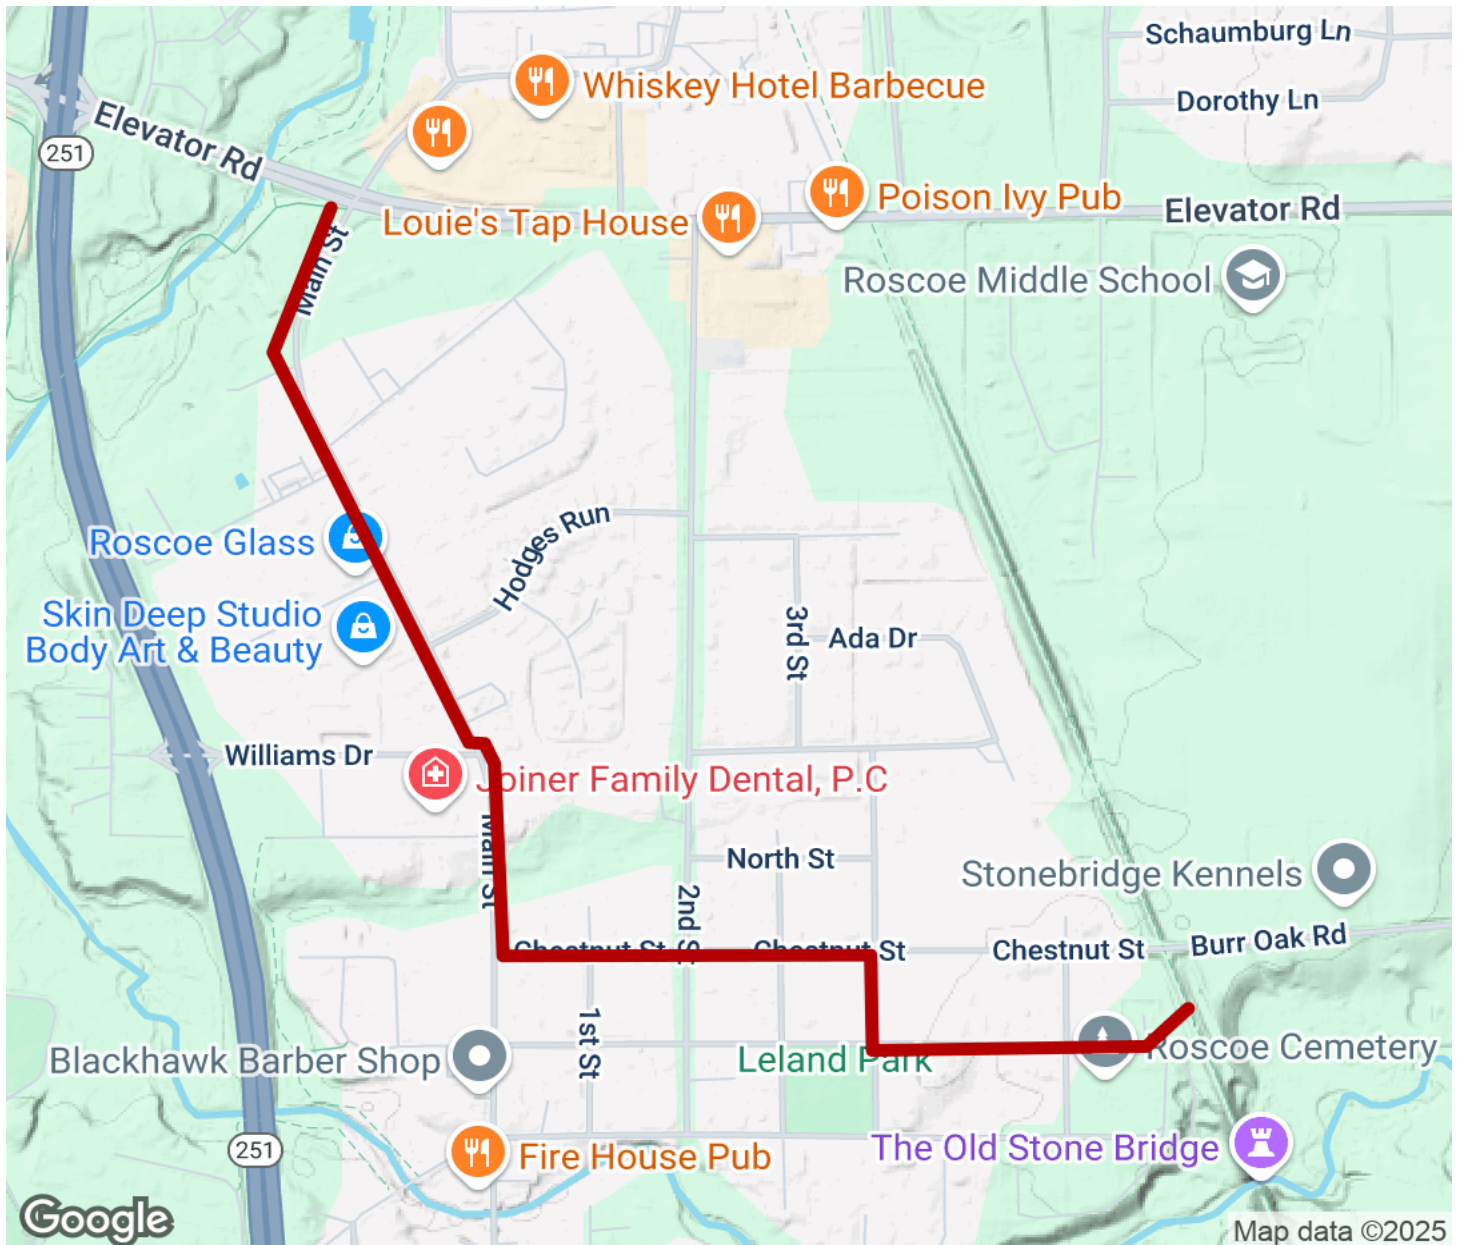 Schaumburg Ln
Whiskey Hotel Barbecue
Dorothy Ln
Elevator Rd
251
Poison Ivy Pub
Elevator Rd
Louie's Tap House
Main St
Roscoe Middle School
Roscoe Glass
Hodges Run
Skin Deep Studio
Body Art & Beauty
3rd St
Ada Dr
Williams Dr
Joiner Family Dental, P.C
Main St
North St
Stonebridge Kennels
2nd St
Chestnut St
Chestnut St
Chestnut St
Burr Oak Rd
1st St
Blackhawk Barber Shop
Leland Park
Roscoe Cemetery
251
Fire House Pub
The Old Stone Bridge
Google
Map data ©2025